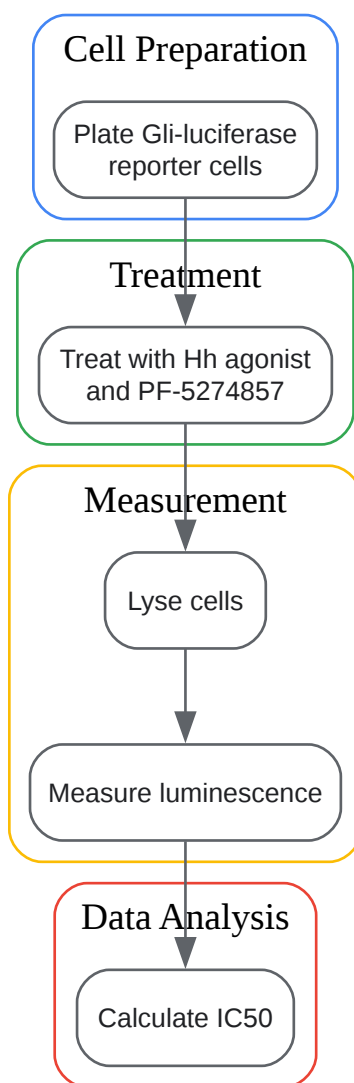 Cell Preparation
Plate Gli-luciferase
reporter cells
Treatment
Treat with Hh agonist
and PF-5274857
Measurement
Lyse cells
Measure luminescence
Data Analysis
Calculate IC50